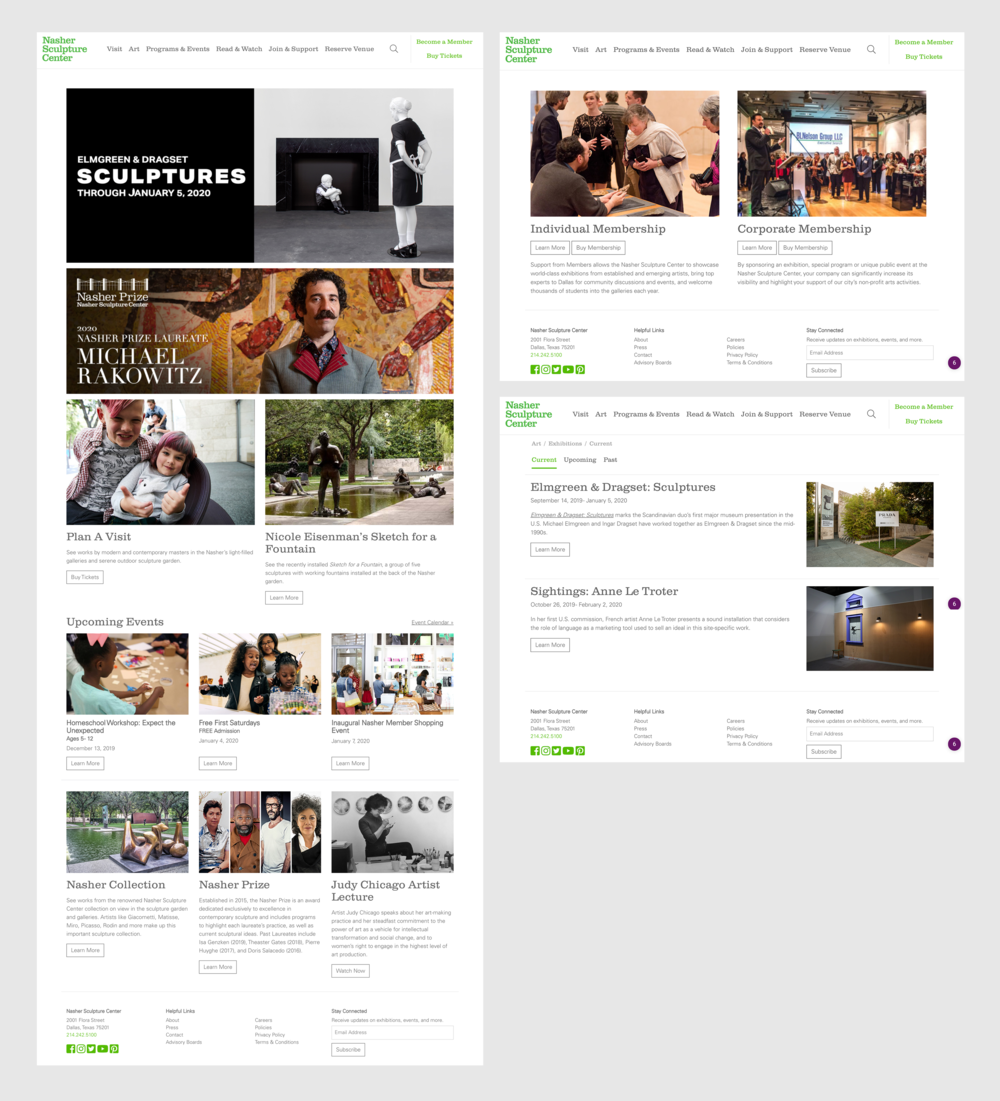 Nasher
Sculpture
Center
Visit Art Programs & Events Read & Watch Join & Support Reserve Venue
Become a Member
Buy Tickets
ELMGREEN & DRAGSET
SCULPTURES
THROUGH JANUARY 5, 2020
Nasher Prize
Nasher Sculpture Center
2020
NASHER PRIZE LAUREATE
MICHAEL
RAKOWITZ
Plan A Visit
See works by modern and contemporary masters in the Nasher's light-filled
galleries and serene outdoor sculpture garden.
Buy Tickets
Nicole Eisenman's Sketch for a
Fountain
See the recently installed Sketch for a Fountain, a group of five
sculptures with working fountains installed at the back of the Nasher
garden.
Learn More
Upcoming Events
Event Calendar »
Homeschool Workshop: Expect the
Unexpected
Ages 5- 12
December 13, 2019
Learn More
Free First Saturdays
FREE Admission
January 4, 2020
Learn More
Inaugural Nasher Member Shopping
Event
January 7, 2020
Learn More
Nasher Collection
See works from the renowned Nasher Sculpture
Center collection on view in the sculpture garden
and galleries. Artists like Giacometti, Matisse,
Miro, Picasso, Rodin and more make up this
important sculpture collection.
Learn More
Nasher Prize
Established in 2015, the Nasher Prize is an award
dedicated exclusively to excellence in
contemporary sculpture and includes programs
to highlight each laureate's practice, as well as
current sculptural ideas. Past Laureates include
Isa Genzken (2019), Theaster Gates (2018), Pierre
Huyghe (2017), and Doris Salacedo (2016).
Learn More
Judy Chicago Artist
Lecture
Artist Judy Chicago speaks about her art-making
practice and her steadfast commitment to the
power of art as a vehicle for intellectual
transformation and social change, and to
women's right to engage in the highest level of
art production.
Watch Now
Nasher Sculpture Center
2001 Flora Street
Dallas, Texas 75201
214.242.5100
Helpful Links
About
Press
Contact
Advisory Boards
Careers
Policies
Privacy Policy
Terms & Conditions
Stay Connected
Receive updates on exhibitions, events, and more.
Email Address
Subscribe
Nasher
Sculpture
Center
Visit Art Programs & Events Read & Watch Join & Support Reserve Venue
Become a Member
Buy Tickets
BLNelson Group LLC
Individual Membership
Learn More Buy Membership
Support from Members allows the Nasher Sculpture Center to showcase
world-class exhibitions from established and emerging artists, bring top
experts to Dallas for community discussions and events, and welcome
thousands of students into the galleries each year.
Corporate Membership
Learn More Buy Membership
By sponsoring an exhibition, special program or unique public event at the
Nasher Sculpture Center, your company can significantly increase its
visibility and highlight your support of our city's non-profit arts activities.
Nasher Sculpture Center
2001 Flora Street
Dallas, Texas 75201
214.242.5100
Helpful Links
About
Press
Contact
Advisory Boards
Careers
Policies
Privacy Policy
Terms & Conditions
Stay Connected
Receive updates on exhibitions, events, and more.
Email Address
Subscribe
6
Nasher
Sculpture
Center
Visit Art Programs & Events Read & Watch Join & Support Reserve Venue
Become a Member
Buy Tickets
Art / Exhibitions / Current
Current Upcoming Past
Elmgreen & Dragset: Sculptures
September 14, 2019- January 5, 2020
Elmgreen & Dragset: Sculptures marks the Scandinavian duo's first major museum presentation in the
U.S. Michael Elmgreen and Ingar Dragset have worked together as Elmgreen & Dragset since the mid-
1990s.
Learn More
PRADA
Sightings: Anne Le Troter
October 26, 2019- February 2, 2020
In her first U.S. commission, French artist Anne Le Troter presents a sound installation that considers
the role of language as a marketing tool used to sell an ideal in this site-specific work.
Learn More
6
Nasher Sculpture Center
2001 Flora Street
Dallas, Texas 75201
214.242.5100
Helpful Links
About
Press
Contact
Advisory Boards
Careers
Policies
Privacy Policy
Terms & Conditions
Stay Connected
Receive updates on exhibitions, events, and more.
Email Address
Subscribe
6